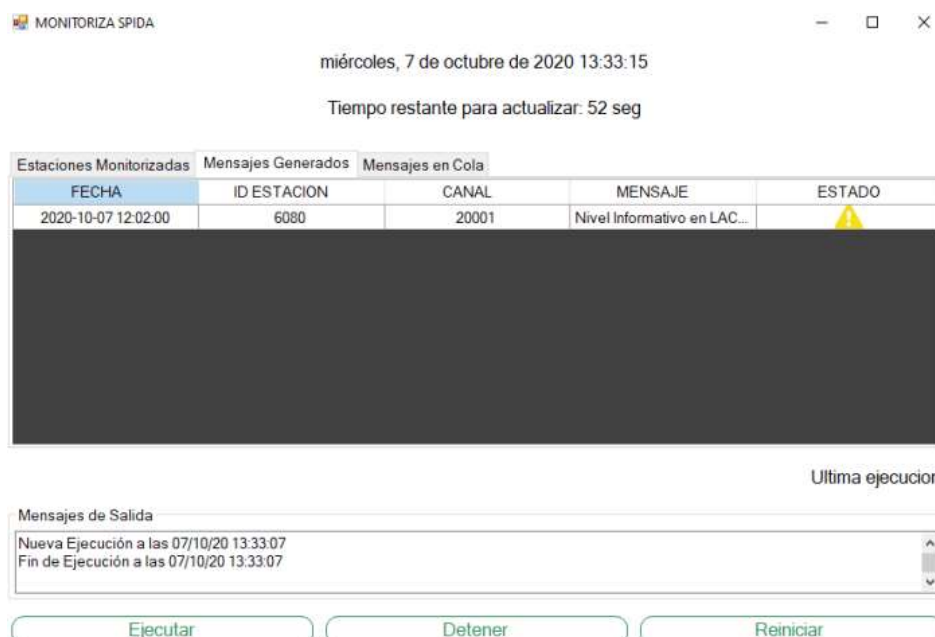 MONITORIZA SPIDA
miércoles, 7 de octubre de 2020 13:33:15
Tiempo restante para actualizar: 52 seg
Estaciones Monitorizadas Mensajes Generados Mensajes en Cola
FECHA ID ESTACION CANAL MENSAJE ESTADO
2020-10-07 12:02:00 6080 20001 Nivel Informativo en LAC...
Ultima ejecucion
Mensajes de Salida
Nueva Ejecución a las 07/10/20 13:33:07
Fin de Ejecución a las 07/10/20 13:33:07
Ejecutar Detener Reiniciar